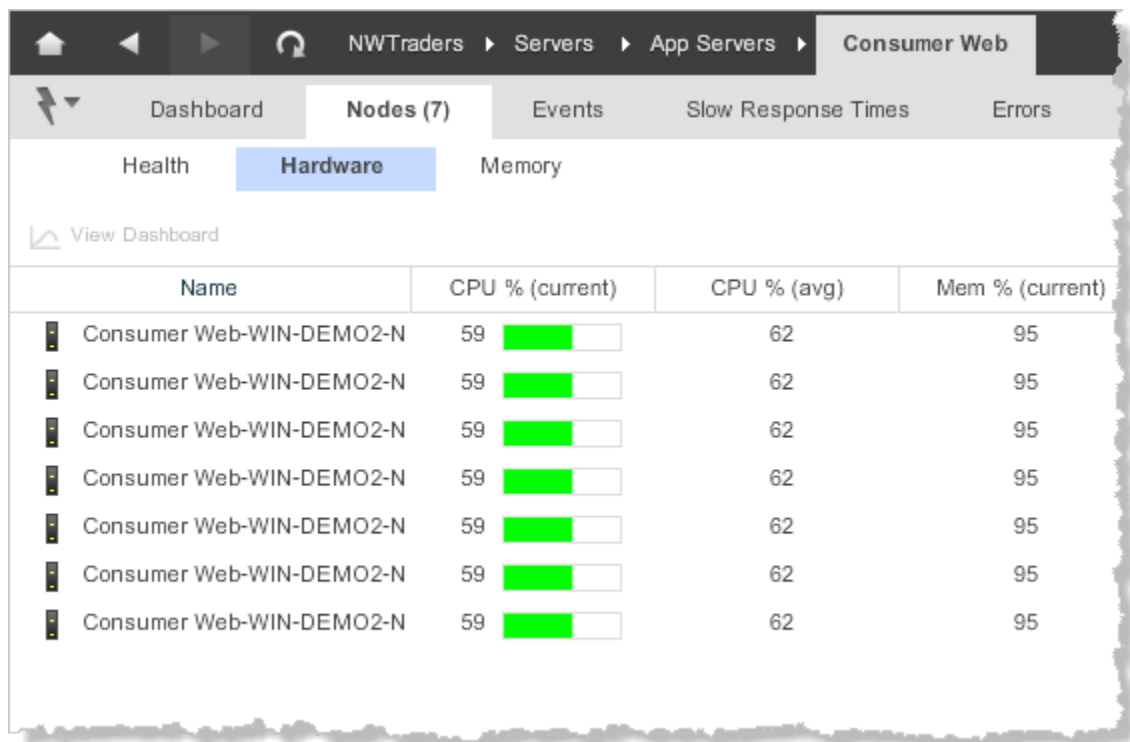 NWTraders Servers App Servers Consumer Web
Dashboard Nodes (7) Events Slow Response Times Errors
Health Hardware Memory
View Dashboard
Name CPU % (current) CPU % (avg) Mem % (current)
Consumer Web-WIN-DEMO2-N 59 62 95
Consumer Web-WIN-DEMO2-N 59 62 95
Consumer Web-WIN-DEMO2-N 59 62 95
Consumer Web-WIN-DEMO2-N 59 62 95
Consumer Web-WIN-DEMO2-N 59 62 95
Consumer Web-WIN-DEMO2-N 59 62 95
Consumer Web-WIN-DEMO2-N 59 62 95